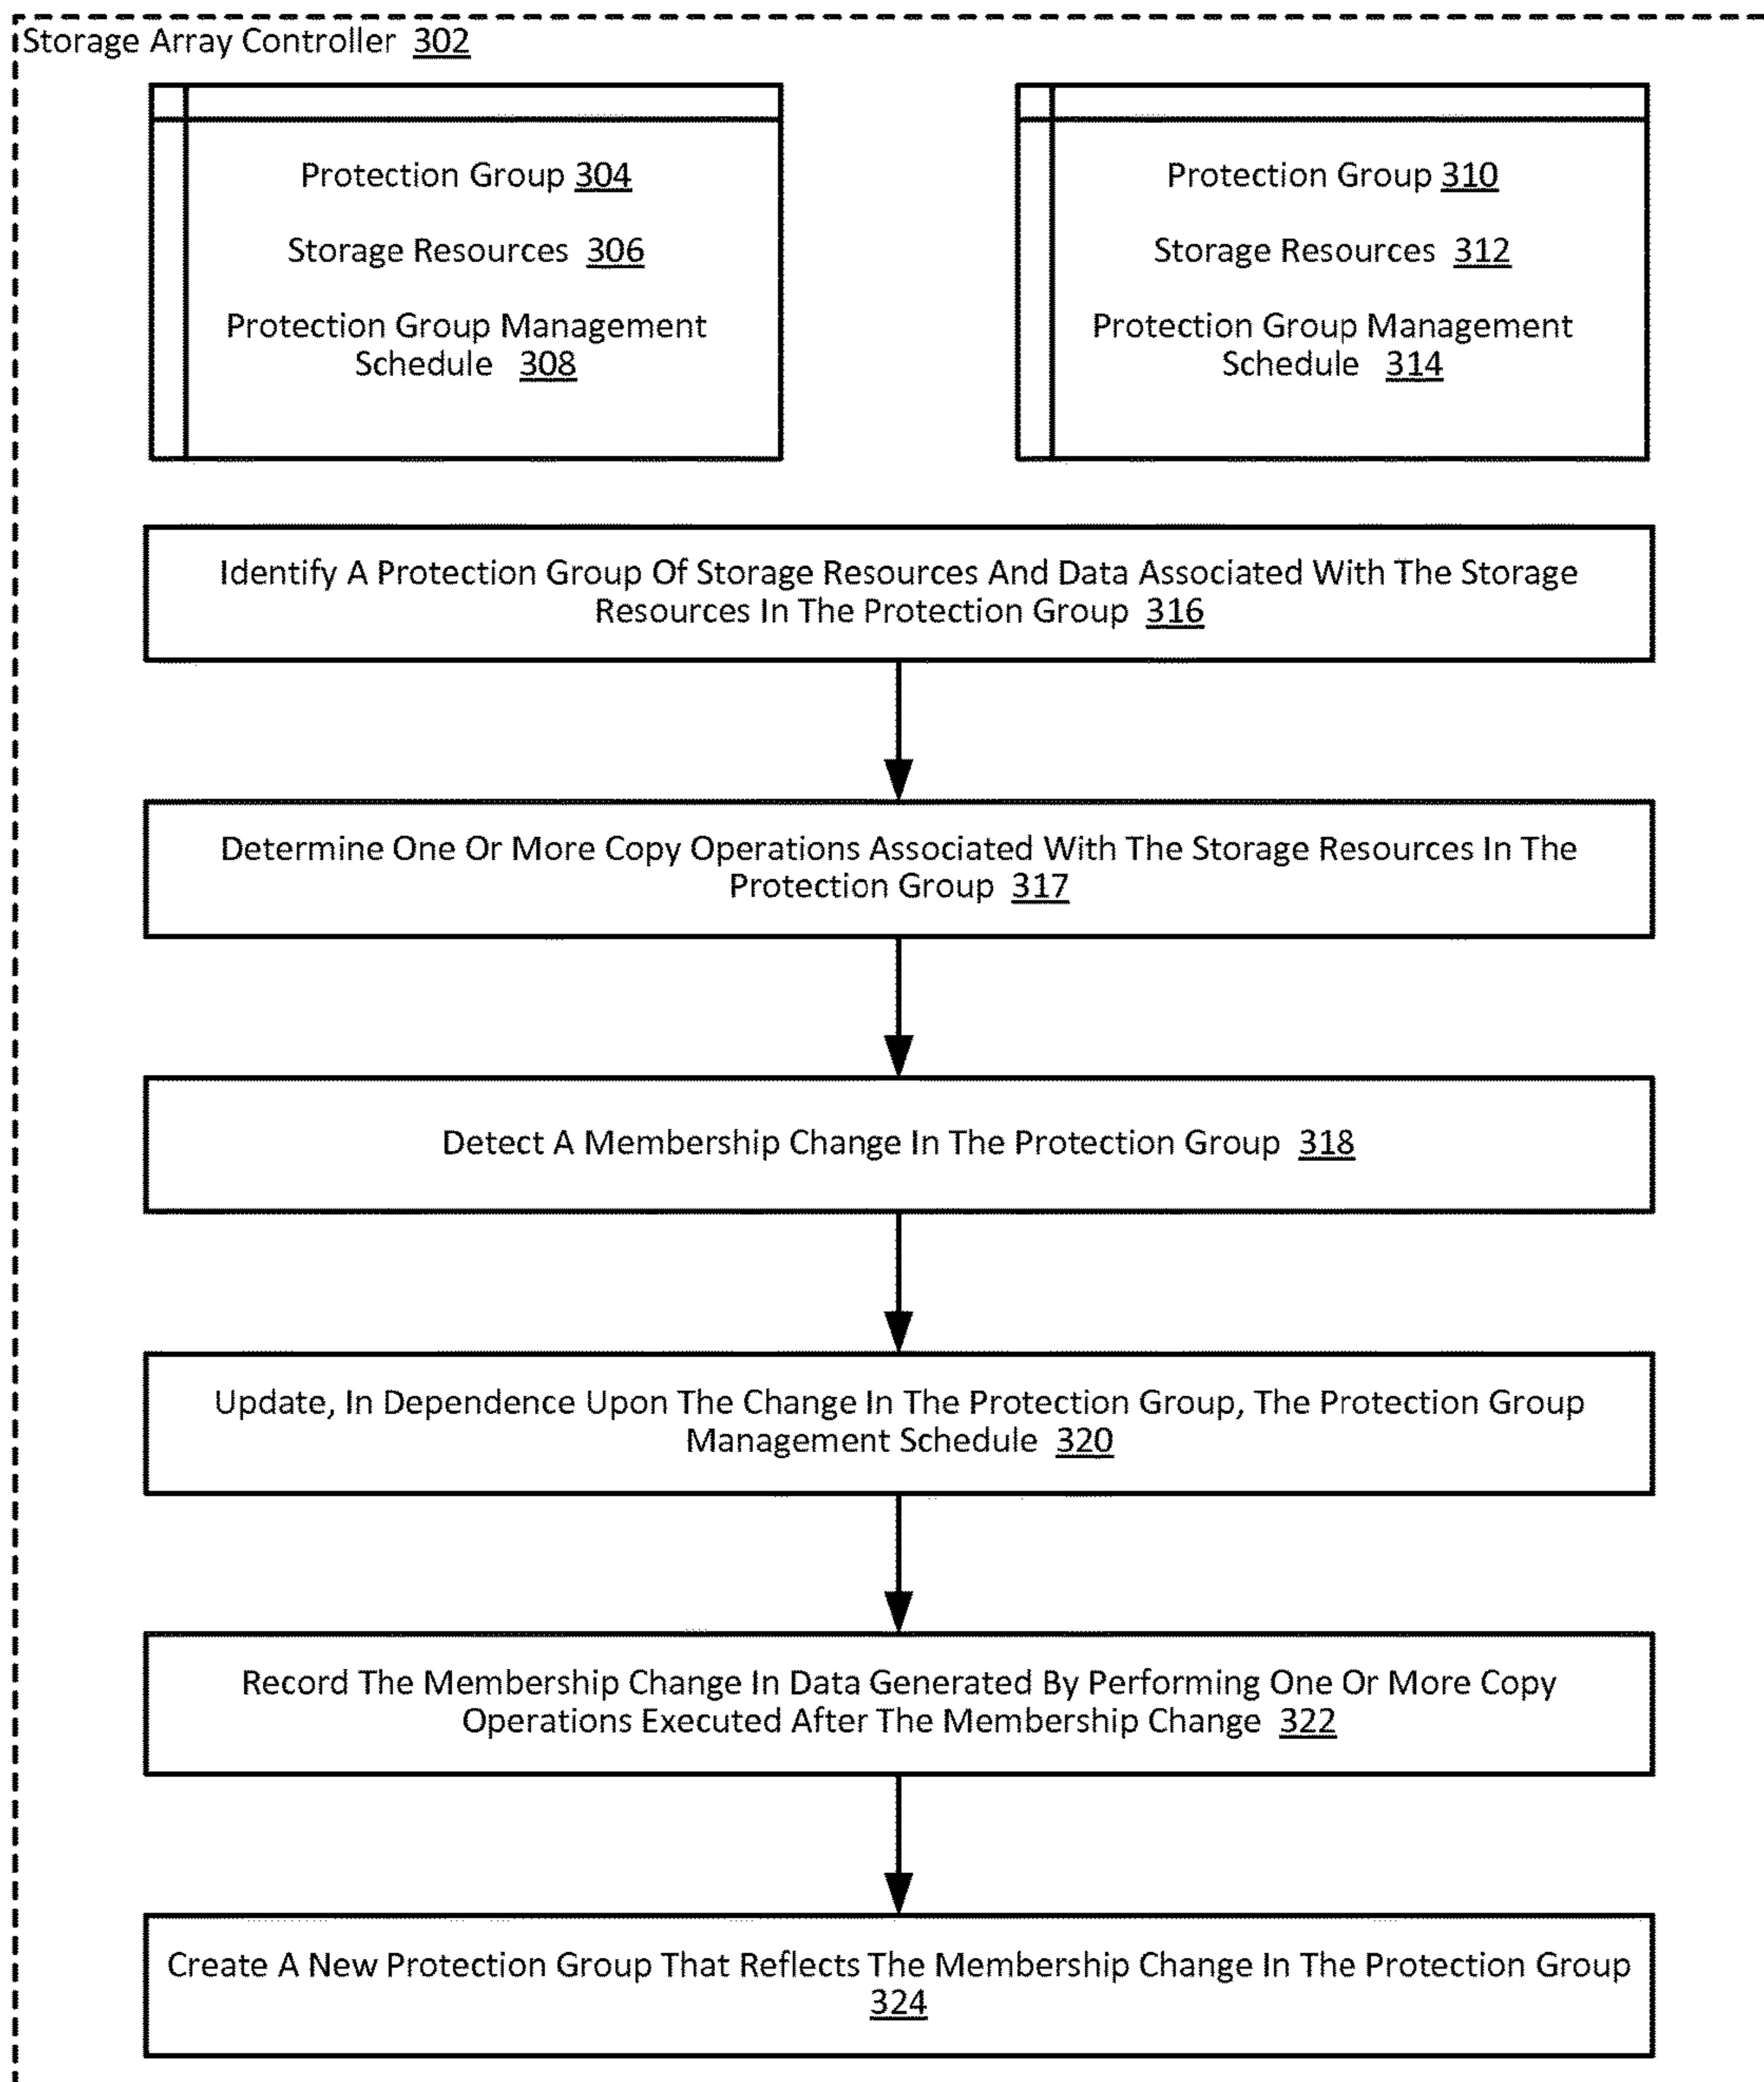 Storage Array Controller 302
Protection Group 304
Storage Resources 306
Protection Group Management
Schedule 308
Protection Group 310
Storage Resources 312
Protection Group Management
Schedule 314
Identify A Protection Group Of Storage Resources And Data Associated With The Storage
Resources In The Protection Group 316
Determine One Or More Copy Operations Associated With The Storage Resources In The
Protection Group 317
Detect A Membership Change In The Protection Group 318
Update, In Dependence Upon The Change In The Protection Group, The Protection Group
Management Schedule 320
Record The Membership Change In Data Generated By Performing One Or More Copy
Operations Executed After The Membership Change 322
Create A New Protection Group That Reflects The Membership Change In The Protection Group
324